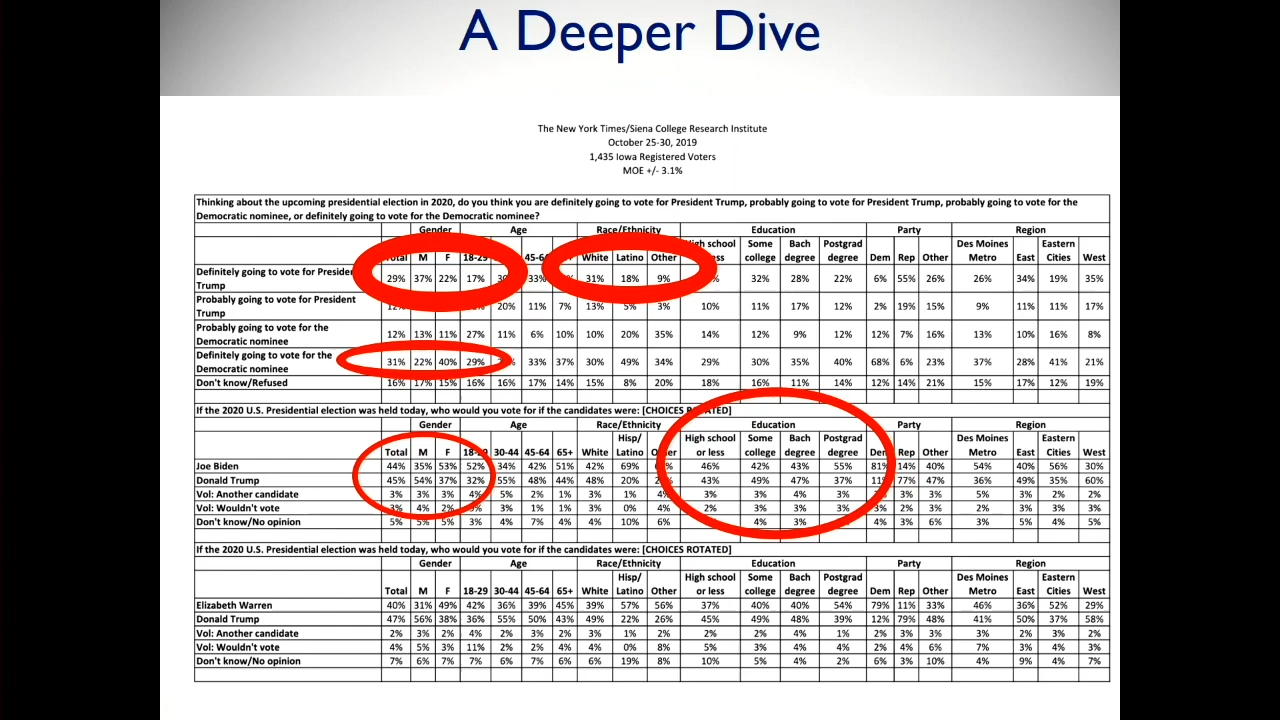 A Deeper Dive
The New York Times/Siena College Research Institute
October 25-30, 2019
1,435 Iowa Registered Voters
MOE +/- 3.1%
Thinking about the upcoming presidential election in 2020, do you think you are definitely going to vote for President Trump, probably going to vote for President Trump, probably going to vote for the
Democratic nominee, or definitely going to vote for the Democratic nominee?
Gender Age Race/Ethnicity Education Party Region
High school Some Bach Postgrad Des Moines Eastern
Total M F 18-29 45-64 White Latino Other less college degree degree Dem Rep Other Metro East Cities West
Definitely going to vote for President
Trump
29% 37% 22% 17% 33% 31% 18% 9% 32% 28% 22% 6% 55% 26% 26% 34% 19% 35%
Probably going to vote for President
Trump
12% 20% 11% 7% 13% 5% 3% 10% 11% 17% 12% 2% 19% 15% 9% 11% 11% 17%
Probably going to vote for the
Democratic nominee
12% 13% 11% 27% 11% 6% 10% 10% 20% 35% 14% 12% 9% 12% 12% 7% 16% 13% 10% 16% 8%
Definitely going to vote for the
Democratic nominee
31% 22% 40% 29% 33% 37% 30% 49% 34% 29% 30% 35% 40% 68% 6% 23% 37% 28% 41% 21%
Don't know/Refused 16% 17% 15% 16% 16% 17% 14% 15% 8% 20% 18% 16% 11% 14% 12% 14% 21% 15% 17% 12% 19%
If the 2020 U.S. Presidential election was held today, who would you vote for if the candidates were: [CHOICES ROTATED]
Gender Age Race/Ethnicity Education Party Region
Hisp/ High school Some Bach Postgrad Des Moines Eastern
Total M F 18-29 30-44 45-64 65+ White Latino or less college degree degree Dem Rep Other Metro East Cities West
Joe Biden 44% 35% 53% 52% 34% 42% 51% 42% 69% 46% 42% 43% 55% 81% 14% 40% 54% 40% 56% 30%
Donald Trump 45% 54% 37% 32% 55% 48% 44% 48% 20% 43% 49% 47% 37% 11% 77% 47% 36% 49% 35% 60%
Vol: Another candidate 3% 3% 3% 4% 5% 2% 1% 3% 1% 4% 3% 3% 4% 3% 3% 3% 5% 3% 2% 2%
Vol: Wouldn't vote 3% 4% 2% 3% 1% 1% 3% 0% 4% 2% 3% 3% 3% 3% 2% 3% 2% 3% 3% 3%
Don't know/No opinion 5% 5% 5% 3% 4% 7% 4% 4% 10% 6% 4% 3% 4% 3% 6% 3% 5% 4% 5%
If the 2020 U.S. Presidential election was held today, who would you vote for if the candidates were: [CHOICES ROTATED]
Gender Age Race/Ethnicity Education Party Region
Hisp/ High school Some Bach Postgrad Des Moines Eastern
Total M F 18-29 30-44 45-64 65+ White Latino Other or less college degree degree Dem Rep Other Metro East Cities West
Elizabeth Warren 40% 31% 49% 42% 36% 39% 45% 39% 57% 56% 37% 40% 40% 54% 79% 11% 33% 46% 36% 52% 29%
Donald Trump 47% 56% 38% 36% 55% 50% 43% 49% 22% 26% 45% 49% 48% 39% 12% 79% 48% 41% 50% 37% 58%
Vol: Another candidate 2% 3% 2% 4% 2% 3% 2% 3% 1% 2% 2% 2% 4% 1% 2% 3% 3% 3% 2% 3% 2%
Vol: Wouldn't vote 4% 5% 3% 11% 2% 2% 4% 4% 0% 8% 5% 3% 4% 4% 2% 4% 6% 7% 3% 4% 3%
Don't know/No opinion 7% 6% 7% 7% 6% 7% 6% 6% 19% 8% 10% 5% 4% 2% 6% 3% 10% 4% 9% 4% 7%